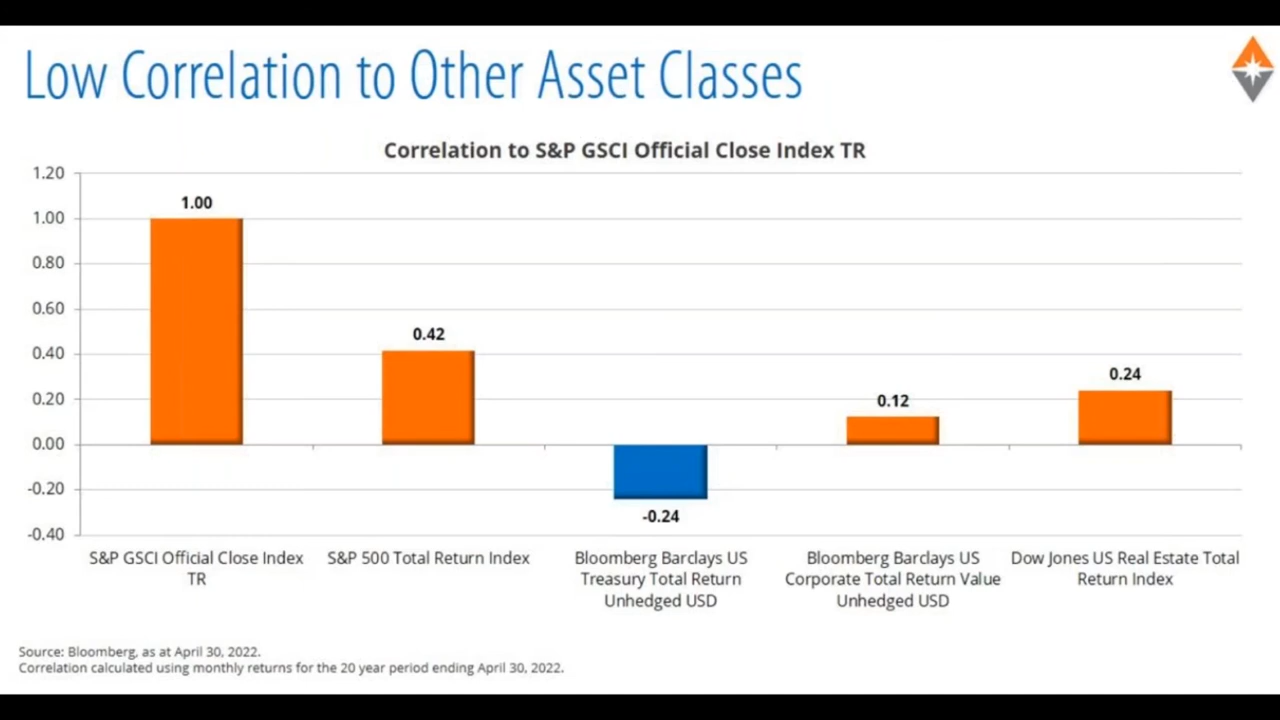 Low Correlation to Other Asset Classes
Correlation to S&P GSCI Official Close Index TR
1.20
1.00
0.80
0.60
0.40
0.20
0.00
-0.20
-0.40
1.00
0.42
-0.24
0.12
0.24
S&P GSCI Official Close Index
TR
S&P 500 Total Return Index
Bloomberg Barclays US
Treasury Total Return
Unhedged USD
Bloomberg Barclays US
Corporate Total Return Value
Unhedged USD
Dow Jones US Real Estate Total
Return Index
Source: Bloomberg, as at April 30, 2022.
Correlation calculated using monthly returns for the 20 year period ending April 30, 2022.